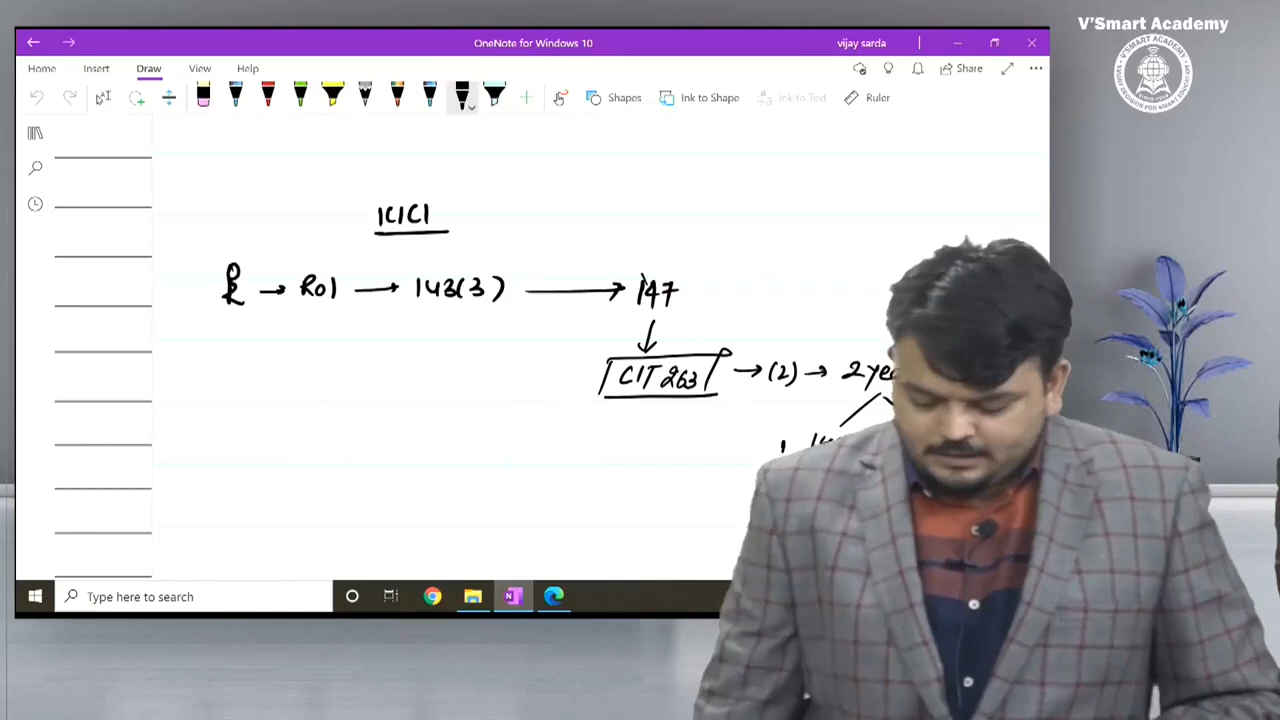 V'Smart Academy
OneNote for Windows 10
vijay sarda
Home Insert Draw View Help
Share
Shapes Ink to Shape Ink to Text Ruler
ICICI
R → ROI → 143(3) → 147
CIT 263 → (2) → 2 yea
Type here to search